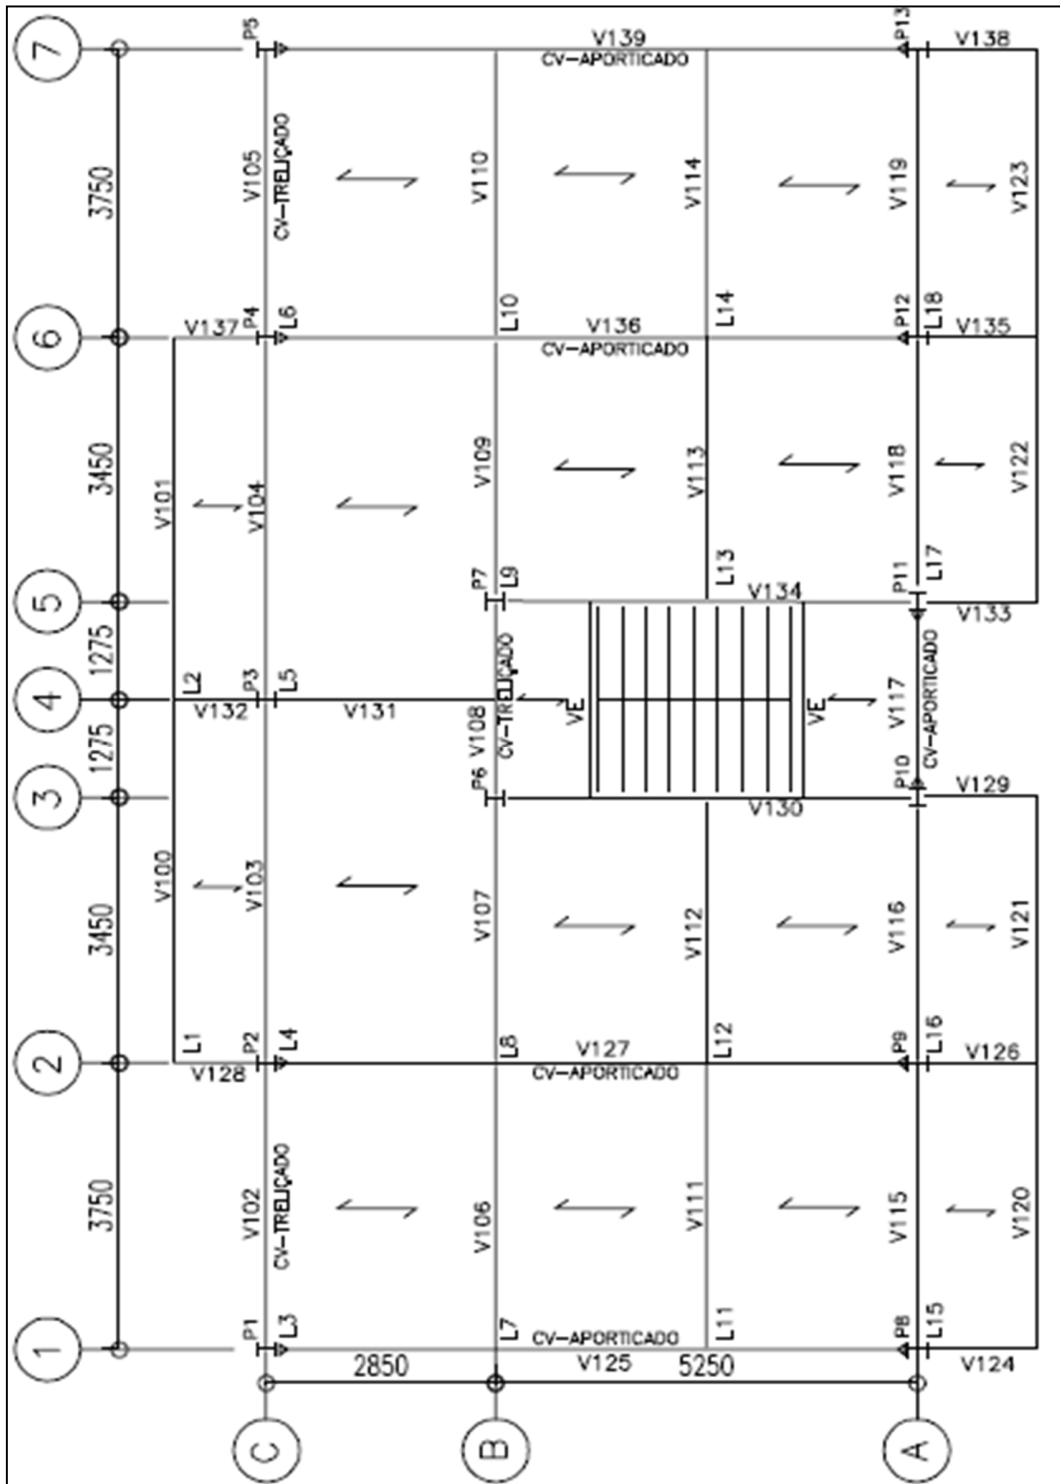 1
2
3
4
5
6
7
3750
3450
1275
1275
3450
3750
V100
V101
L1
L2
V128
V132
V137
C
P1
V102
P2
V103
P3
V104
P4
V105
P5
L3
CV-TRELIÇADO
L4
L5
L6
CV-TRELIÇADO
2850
V131
B
V106
V107
P6
V108
P7
V109
V110
L7
L8
CV-TRELIÇADO
L9
L10
CV-APORTICADO
V125
CV-APORTICADO
V127
VE
CV-APORTICADO
V136
CV-APORTICADO
V139
5250
V111
V112
V113
V114
L11
L12
L13
L14
V130
V134
VE
A
P8
V115
P9
V116
P10
V117
P11
V118
P12
V119
P13
L15
L16
CV-APORTICADO
L17
L18
V124
V126
V129
V133
V135
V138
V120
V121
V122
V123